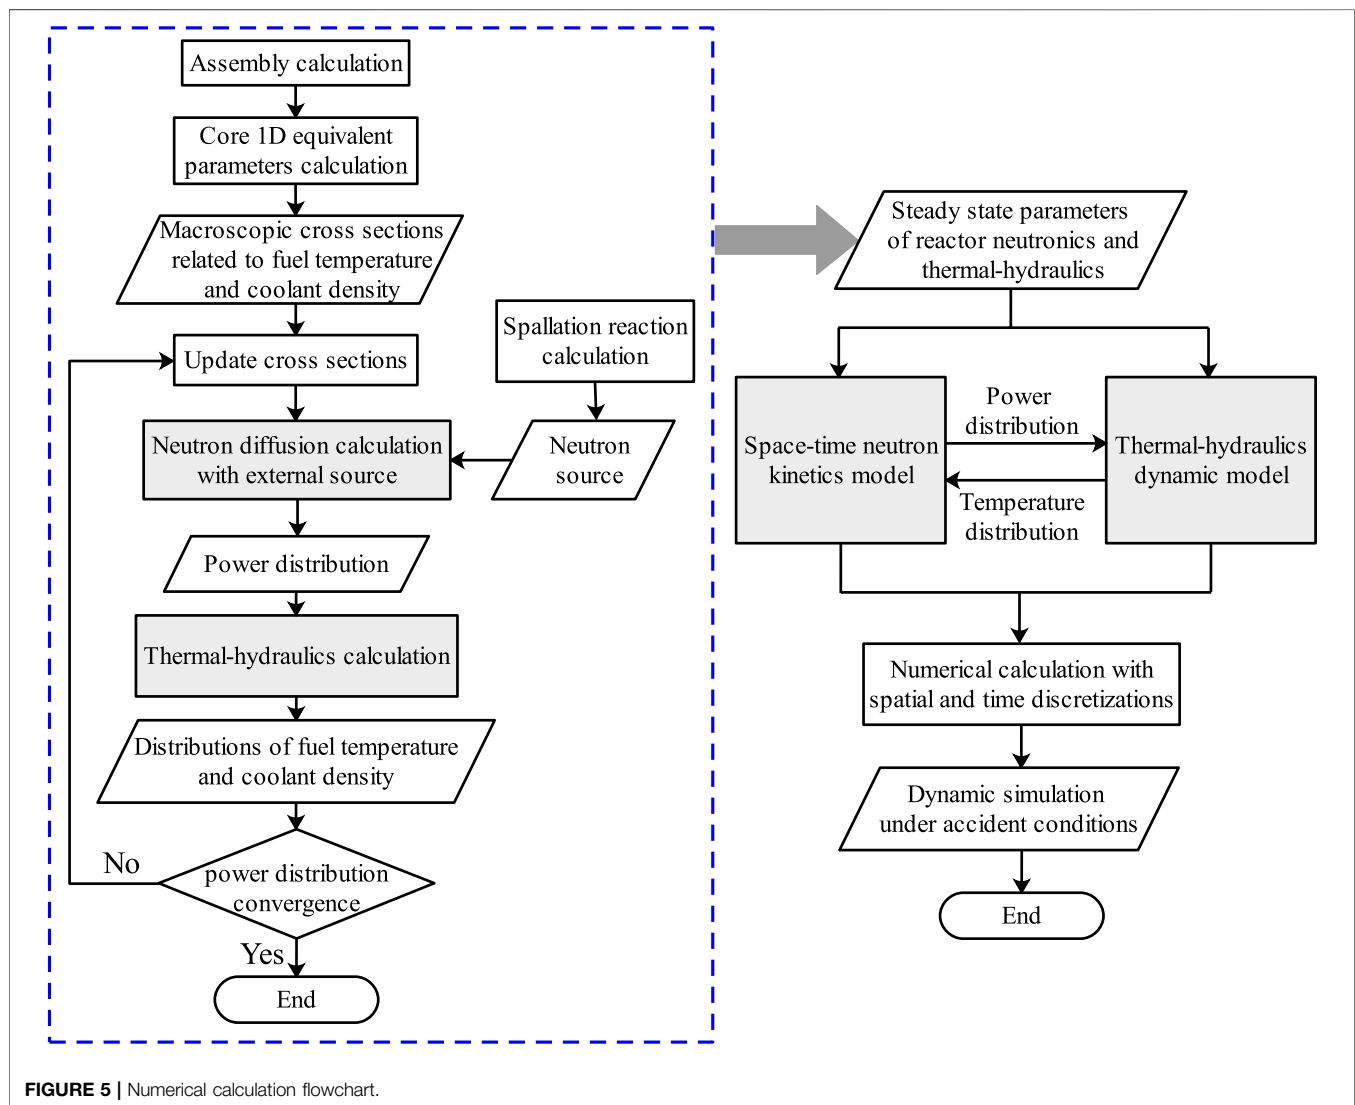 Assembly calculation
Core 1D equivalent
parameters calculation
Macroscopic cross sections
related to fuel temperature
and coolant density
Update cross sections
Spallation reaction
calculation
Neutron diffusion calculation
with external source
Neutron
source
Power distribution
Thermal-hydraulics calculation
Distributions of fuel temperature
and coolant density
No
power distribution
convergence
Yes
End
Steady state parameters
of reactor neutronics and
thermal-hydraulics
Space-time neutron
kinetics model
Power
distribution
Temperature
distribution
Thermal-hydraulics
dynamic model
Numerical calculation with
spatial and time discretizations
Dynamic simulation
under accident conditions
End
FIGURE 5 | Numerical calculation flowchart.